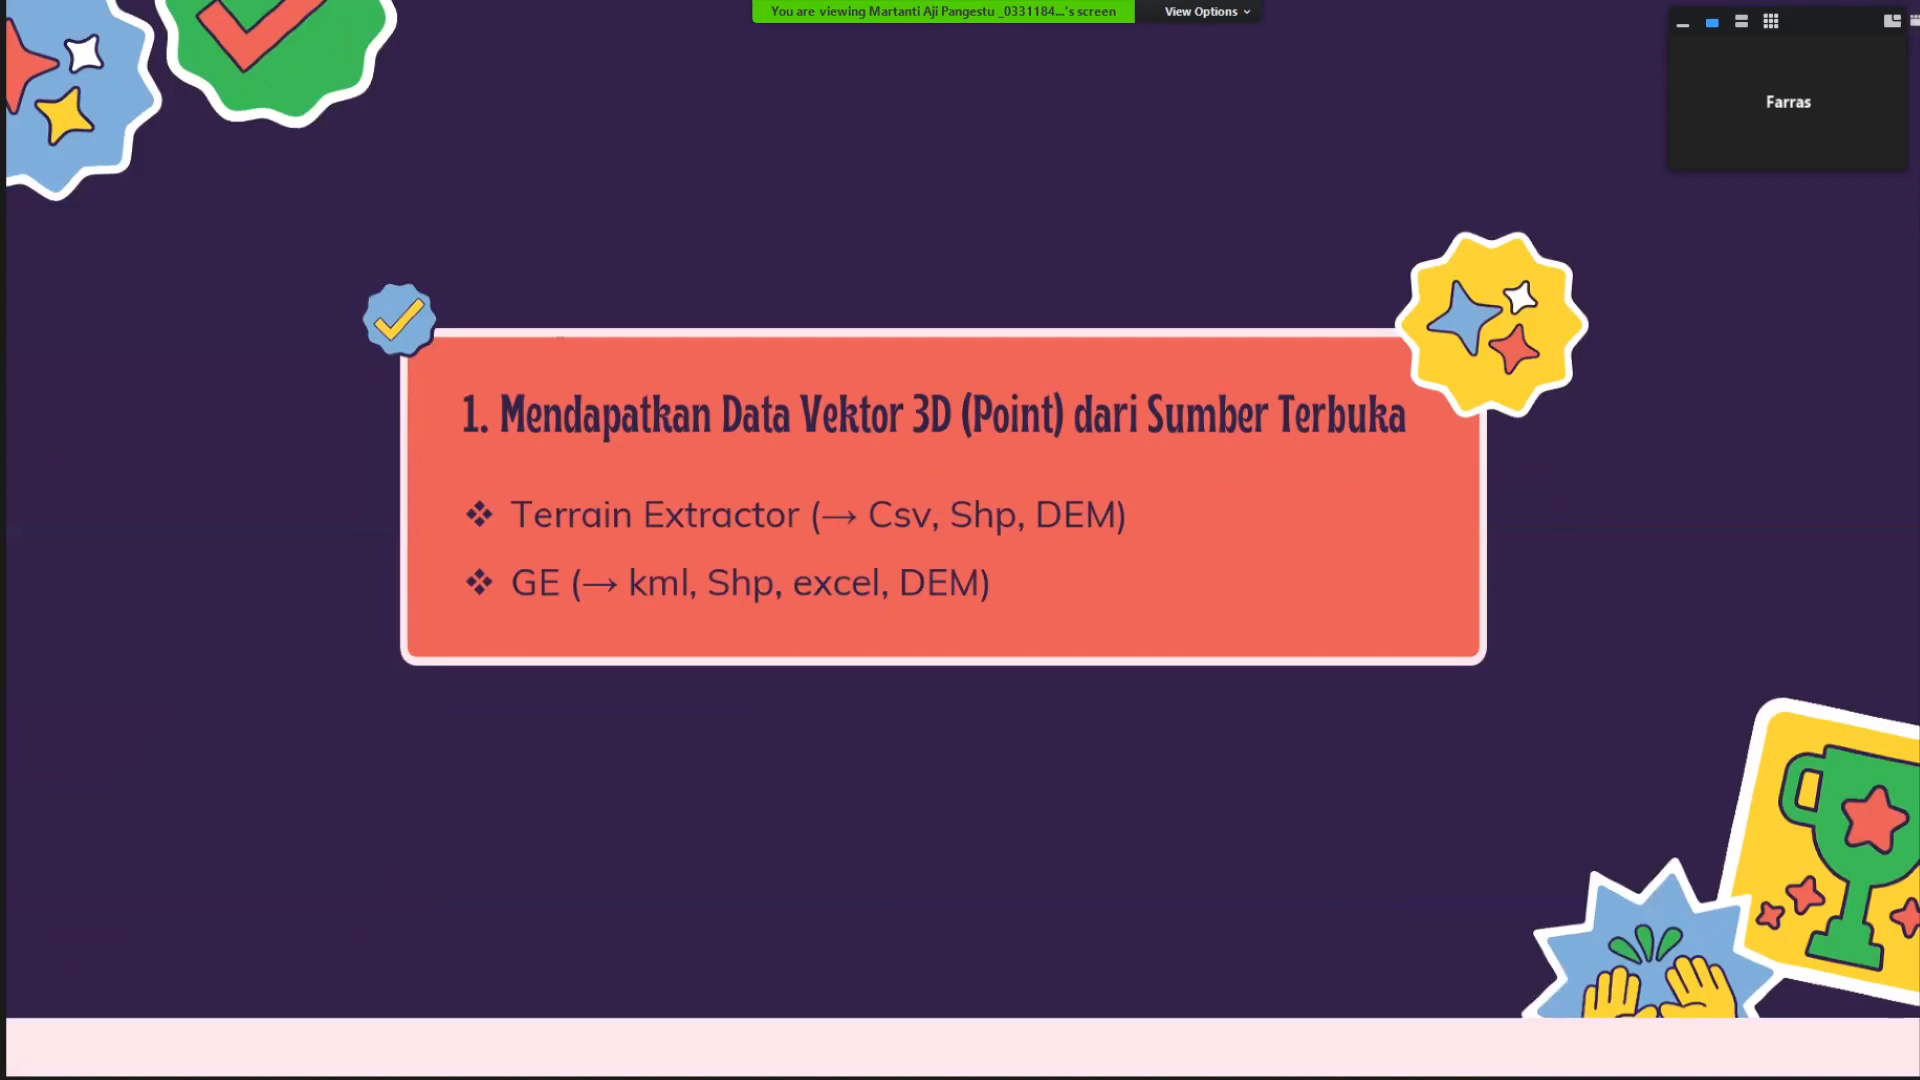 You are viewing Martanti Aji Pangestu _0331184...'s screen
View Options
Farras
1. Mendapatkan Data Vektor 3D (Point) dari Sumber Terbuka
❖ Terrain Extractor (→ Csv, Shp, DEM)
❖ GE (→ kml, Shp, excel, DEM)